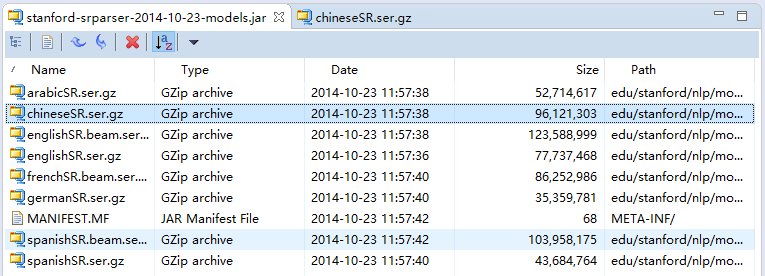 stanford-srparser-2014-10-23-models.jar chineseSR.ser.gz
Name Type Date Size Path
arabicSR.ser.gz GZip archive 2014-10-23 11:57:38 52,714,617 edu/stanford/nlp/mo...
chineseSR.ser.gz GZip archive 2014-10-23 11:57:38 96,121,303 edu/stanford/nlp/mo...
englishSR.beam.se... GZip archive 2014-10-23 11:57:38 123,588,999 edu/stanford/nlp/mo...
englishSR.ser.gz GZip archive 2014-10-23 11:57:36 77,737,468 edu/stanford/nlp/mo...
frenchSR.beam.ser.... GZip archive 2014-10-23 11:57:40 86,252,986 edu/stanford/nlp/mo...
germanSR.ser.gz GZip archive 2014-10-23 11:57:40 35,359,781 edu/stanford/nlp/mo...
MANIFEST.MF JAR Manifest File 2014-10-23 11:57:42 68 META-INF/
spanishSR.beam.se... GZip archive 2014-10-23 11:57:42 103,958,175 edu/stanford/nlp/mo...
spanishSR.ser.gz GZip archive 2014-10-23 11:57:40 43,684,764 edu/stanford/nlp/mo...